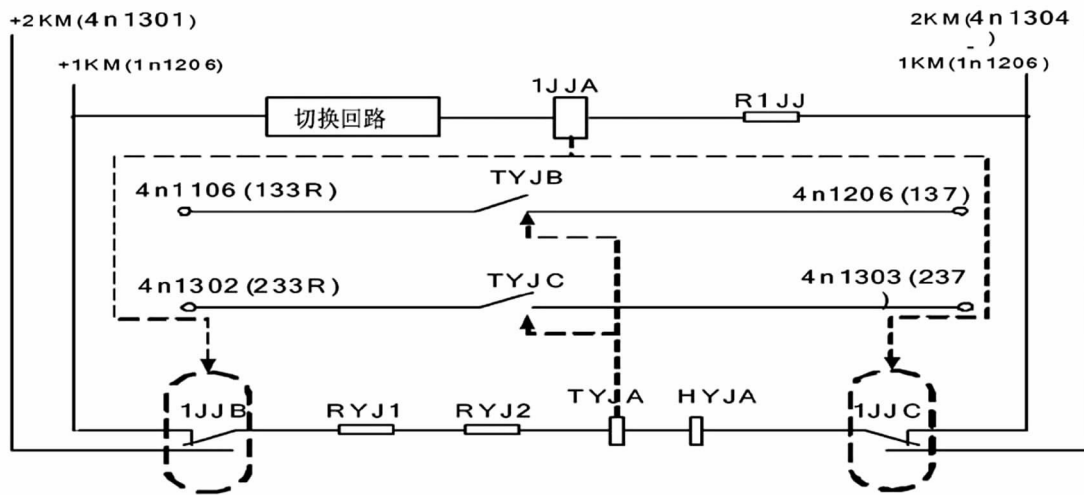 +2KM(4n1301)
2KM(4n1304
-
)
+1KM(1n1206)
1KM(1n1206)
1JJA
R1JJ
切换回路
TYJB
4n1106(133R)
4n1206(137)
TYJC
4n1302(233R)
4n1303(237
)
TYJA
HYJA
1JJB
RYJ1
RYJ2
1JJC